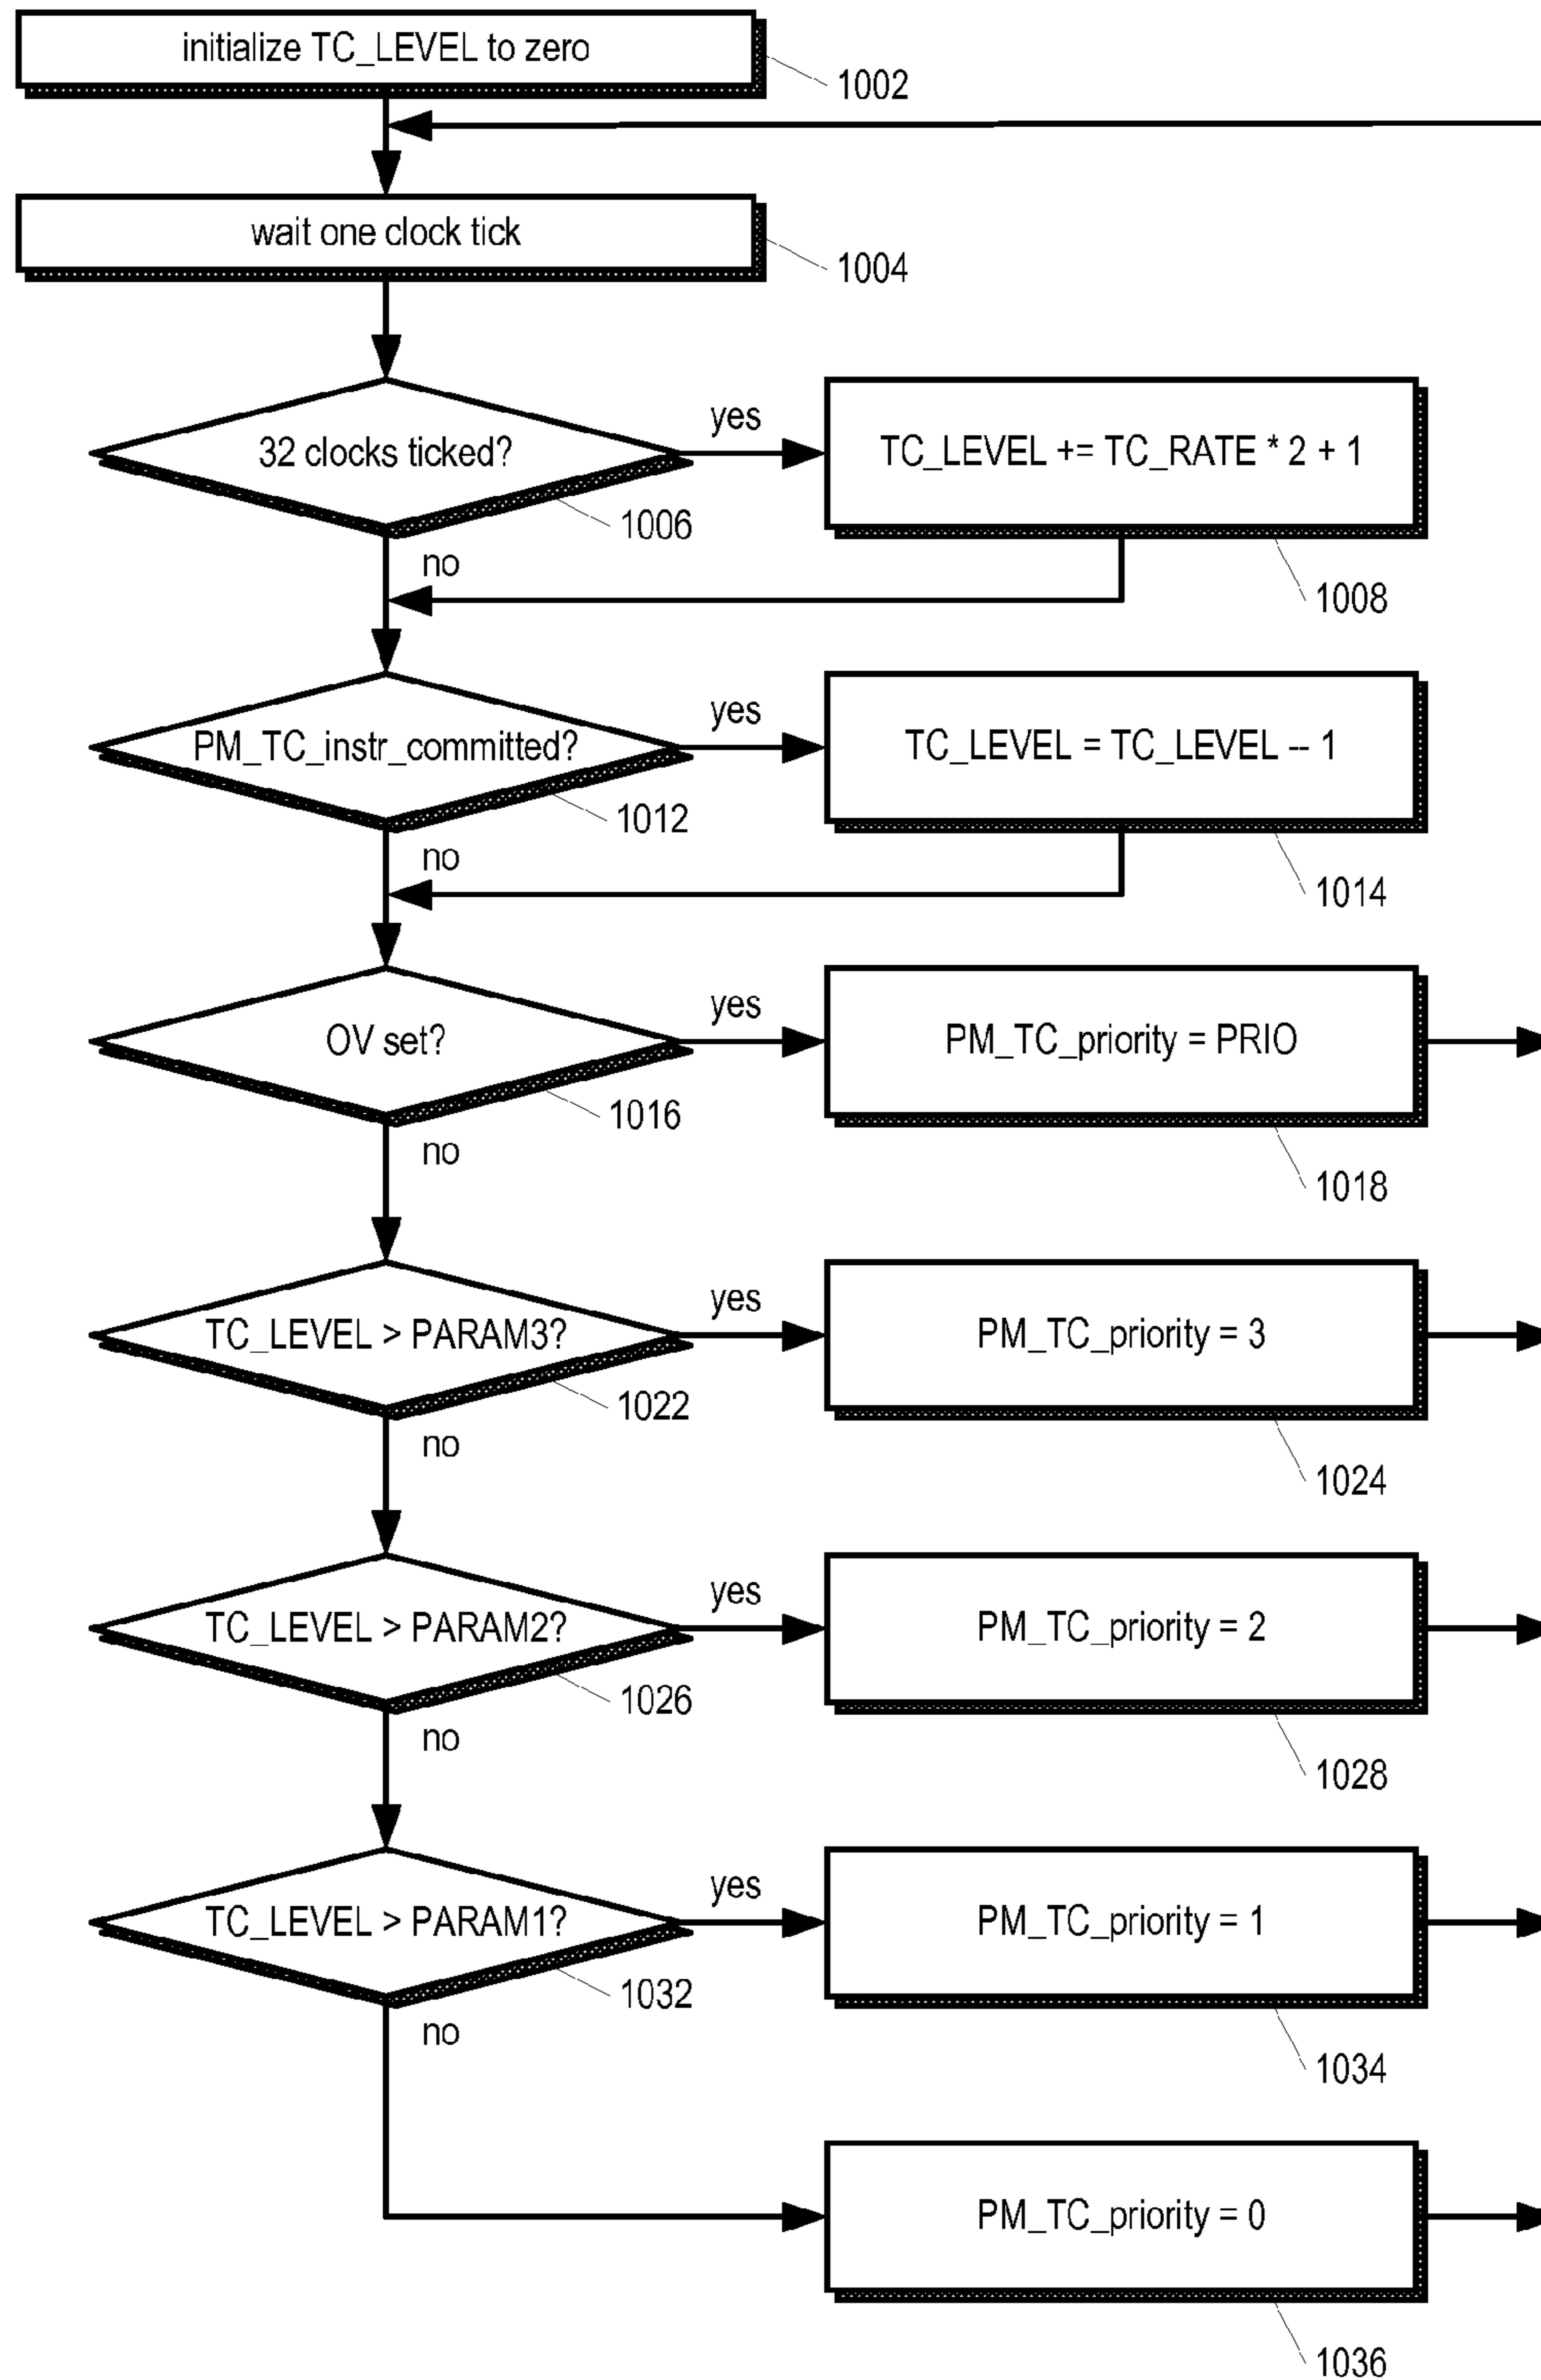 initialize TC_LEVEL to zero
1002
wait one clock tick
1004
32 clocks ticked?
yes
TC_LEVEL += TC_RATE * 2 + 1
1006
no
1008
PM_TC_instr_committed?
yes
TC_LEVEL = TC_LEVEL -- 1
1012
no
1014
OV set?
yes
PM_TC_priority = PRIO
1016
no
1018
TC_LEVEL > PARAM3?
yes
PM_TC_priority = 3
1022
no
1024
TC_LEVEL > PARAM2?
yes
PM_TC_priority = 2
1026
no
1028
TC_LEVEL > PARAM1?
yes
PM_TC_priority = 1
1032
no
1034
PM_TC_priority = 0
1036